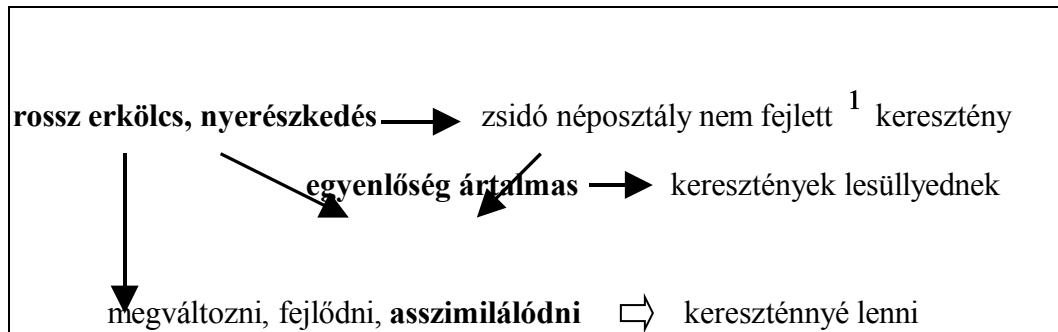 rossz erkölcs, nyerészkedés zsidó néposztály nem fejlett 1 keresztény
egyenlőség ártalmas keresztények lesüllyednek
megváltozni, fejlődni, asszimilálódni kereszténnyé lenni